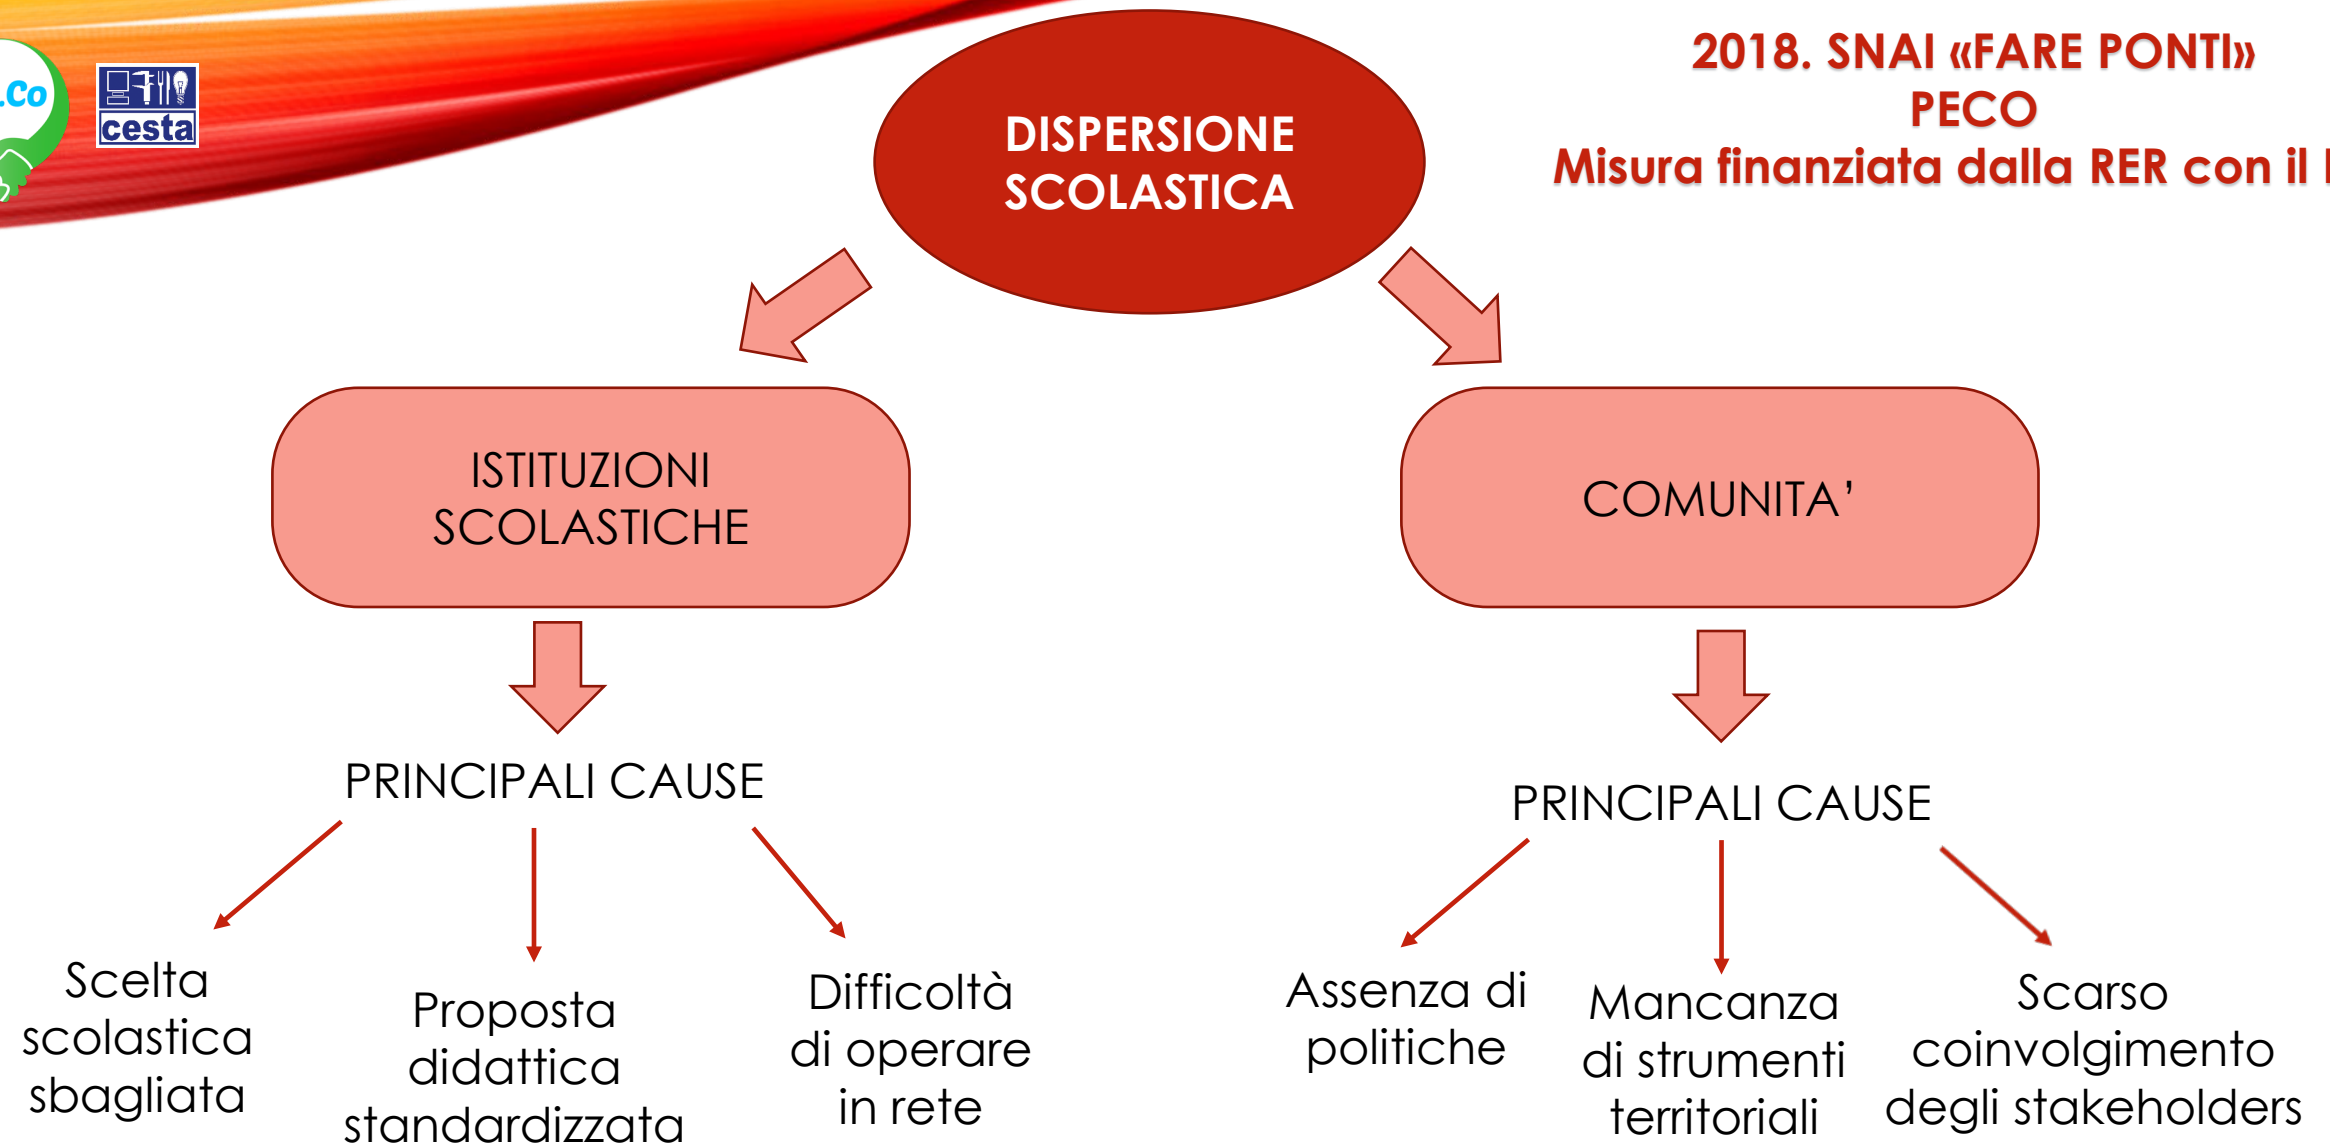 .Co
cesta
2018. SNAI «FARE PONTI»
PECO
Misura finanziata dalla RER con il
DISPERSIONE
SCOLASTICA
ISTITUZIONI
SCOLASTICHE
COMUNITA’
PRINCIPALI CAUSE
PRINCIPALI CAUSE
Scelta
scolastica
sbagliata
Proposta
didattica
standardizzata
Difficoltà
di operare
in rete
Assenza di
politiche
Mancanza
di strumenti
territoriali
Scarso
coinvolgimento
degli stakeholders